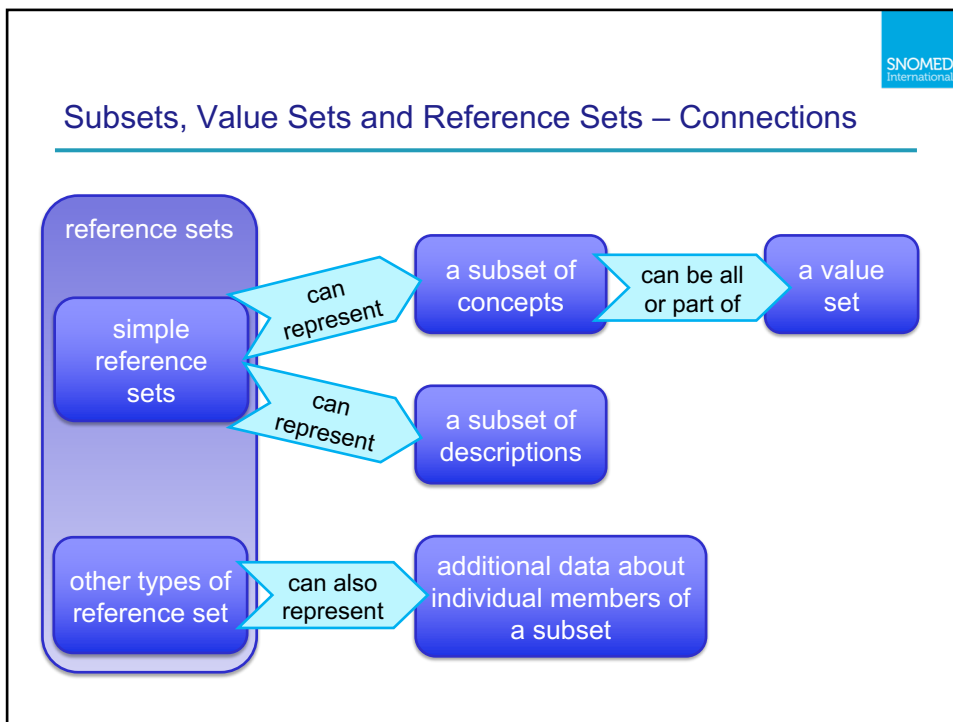 SNOMED
International
Subsets, Value Sets and Reference Sets – Connections
reference sets
simple
reference
sets
can
represent
a subset of
concepts
can be all
or part of
a value
set
can
represent
a subset of
descriptions
other types of
reference set
can also
represent
additional data about
individual members of
a subset